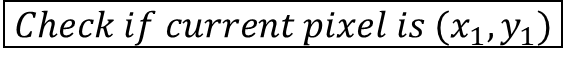 Check if current pixel is (x₁, y₁)